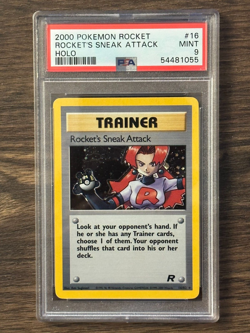 2000 POKEMON ROCKET #16
ROCKET'S SNEAK ATTACK MINT
HOLO PSA 9
54481055
TRAINER
Rocket's Sneak Attack
R
Look at your opponent's hand. If
he or she has any Trainer cards,
choose 1 of them. Your opponent
shuffles that card into his or her
deck.
R